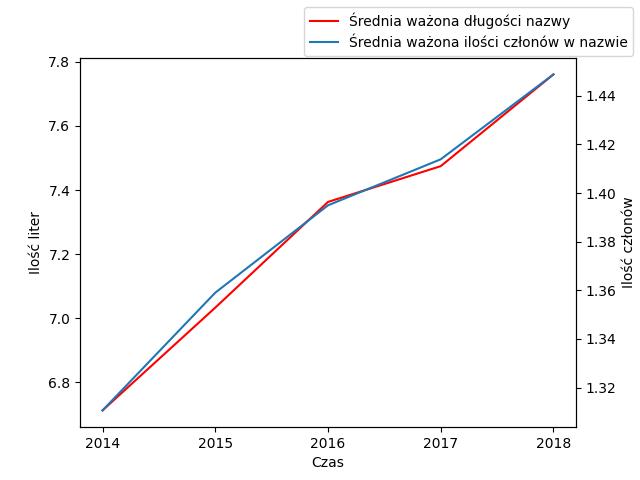 Średnia ważona długości nazwy
Średnia ważona ilości członów w nazwie
7.8
7.6
7.4
7.2
7.0
6.8
Ilość liter
1.44
1.42
1.40
1.38
1.36
1.34
1.32
Ilość członów
2014 2015 2016 2017 2018
Czas